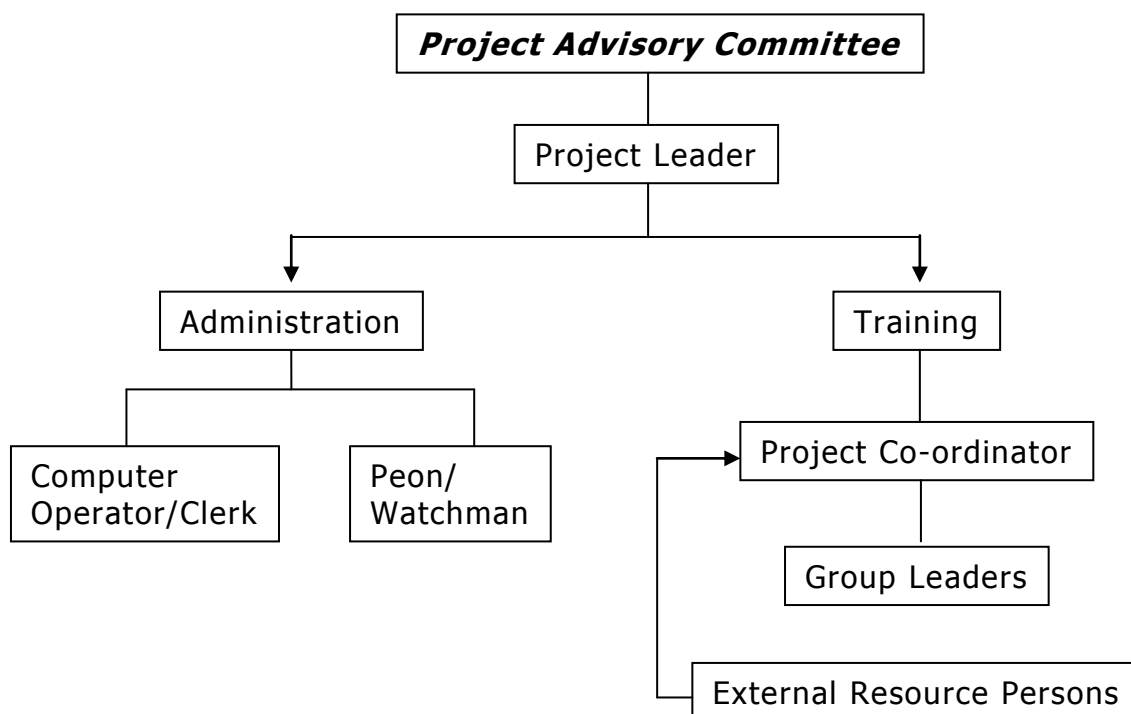 Project Advisory Committee
Project Leader
Administration
Training
Computer
Operator/Clerk
Peon/
Watchman
Project Co-ordinator
Group Leaders
External Resource Persons